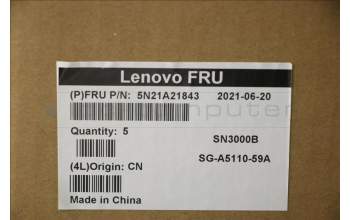 Lenovo FRU
(P)FRU P/N: 5N21A21843 2021-06-20
Quantity: 5 SN3000B
SG-A5110-59A
(4L)Origin: CN
Made in China